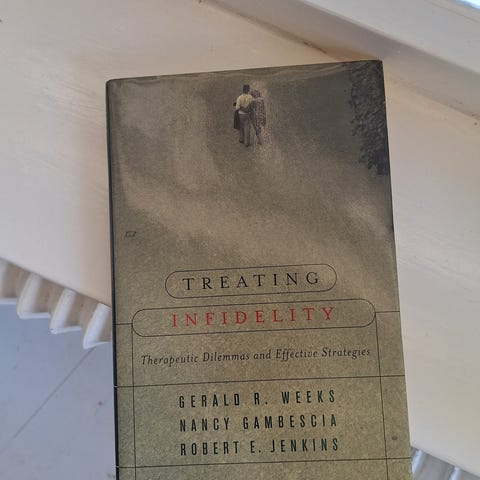 TREATING
INFIDELITY
Therapeutic Dilemmas and Effective Strategies
GERALD R. WEEKS
NANCY GAMBESCIA
ROBERT E. JENKINS